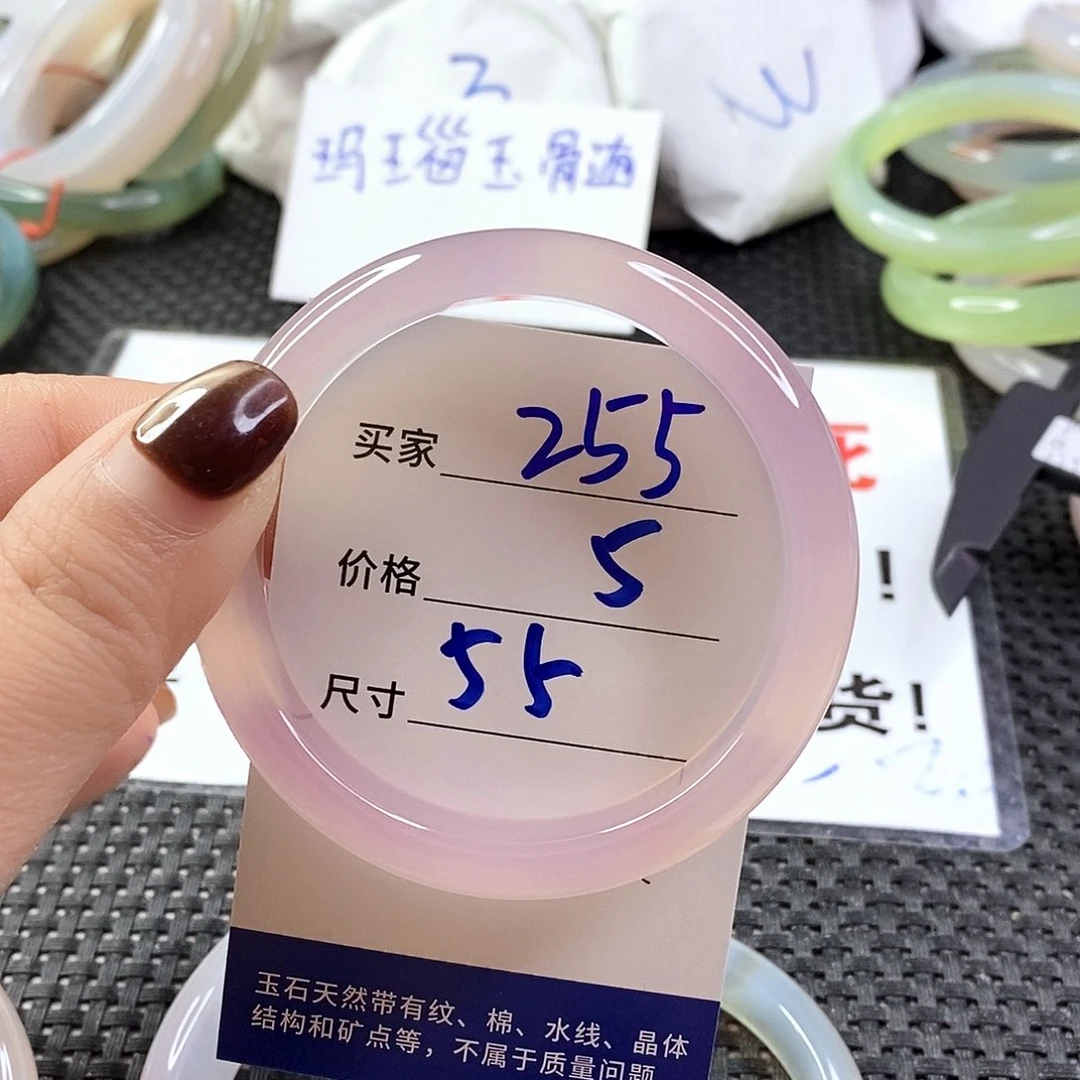 玛瑙玉骨髓
买家 255
价格 5
尺寸 55
！
货！
玉石天然带有纹、棉、水线、晶体
结构和矿点等，不属于质量问题